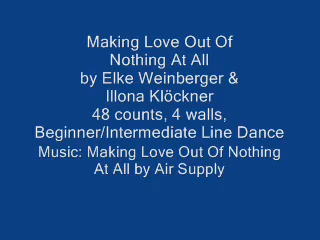 Making Love Out Of
Nothing At All
by Elke Weinberger &
Illona Klöckner
48 counts, 4 walls,
Beginner/Intermediate Line Dance
Music: Making Love Out Of Nothing
At All by Air Supply